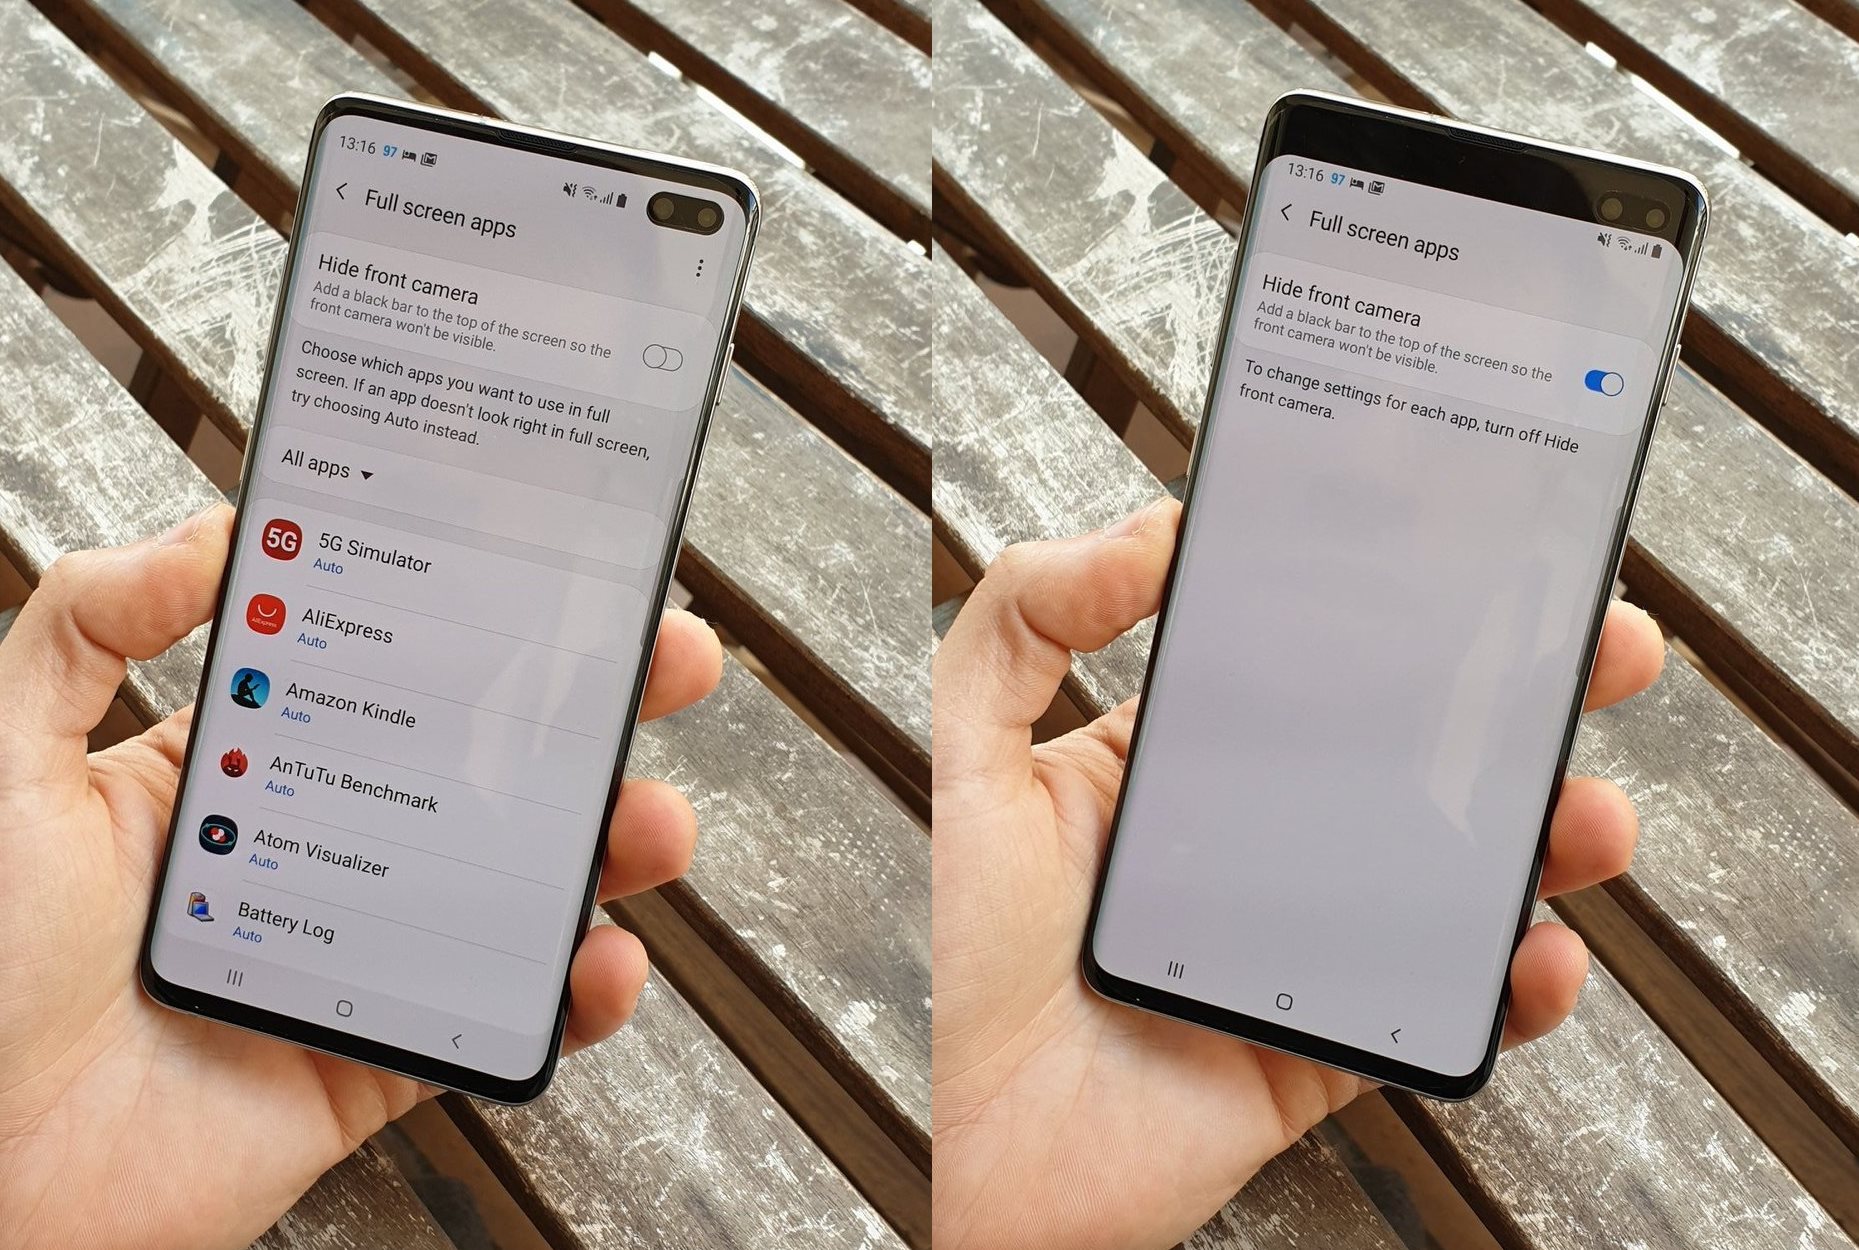 13:16 97
Full screen apps
Hide front camera
Add a black bar to the top of the screen so the
front camera won't be visible.
Choose which apps you want to use in full
screen. If an app doesn't look right in full screen,
try choosing Auto instead.
All apps
5G
5G Simulator
Auto
AliExpress
AliExpress
Auto
Amazon Kindle
Auto
AnTuTu Benchmark
Auto
Atom Visualizer
Auto
Battery Log
Auto
13:16 97
Full screen apps
Hide front camera
Add a black bar to the top of the screen so the
front camera won't be visible.
To change settings for each app, turn off Hide
front camera.